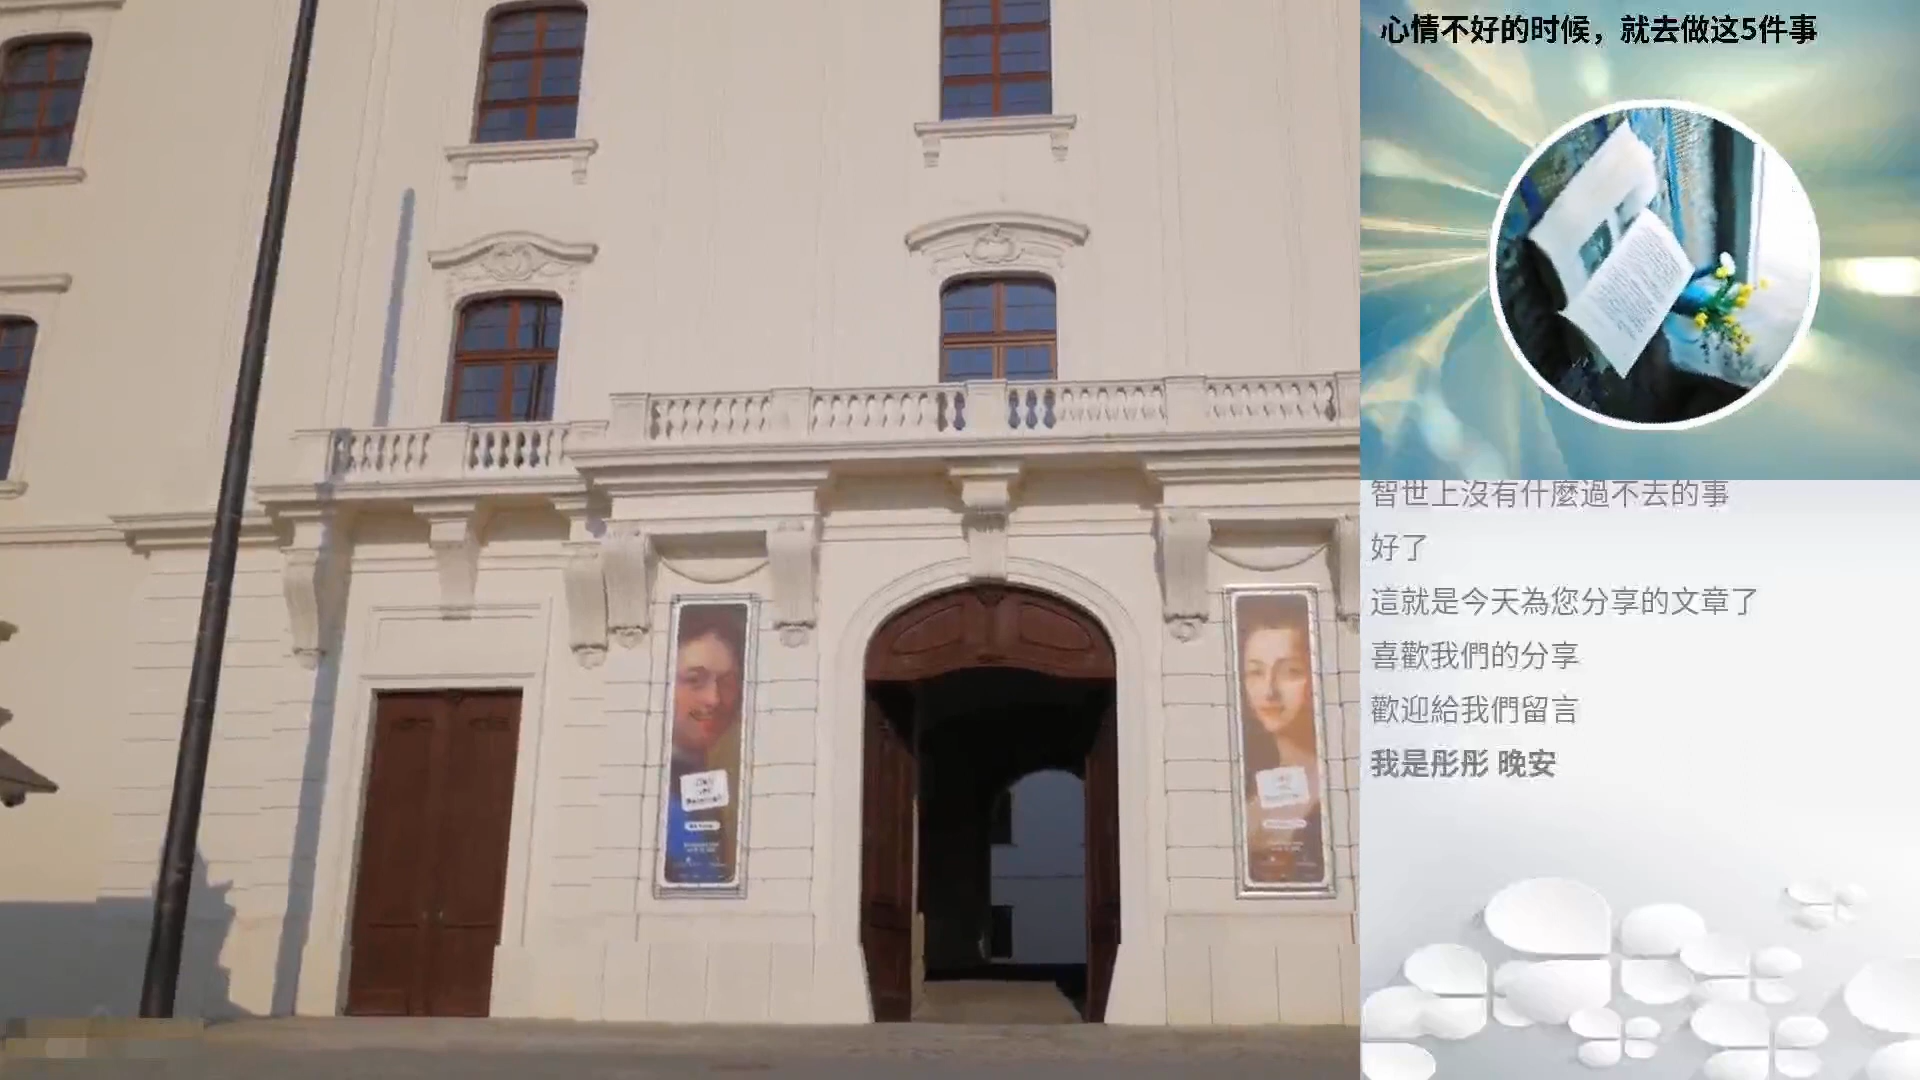 心情不好的时候，就去做这5件事
智世上沒有什麼過不去的事
好了
這就是今天為您分享的文章了
喜歡我們的分享
歡迎給我們留言
我是彤彤 晚安